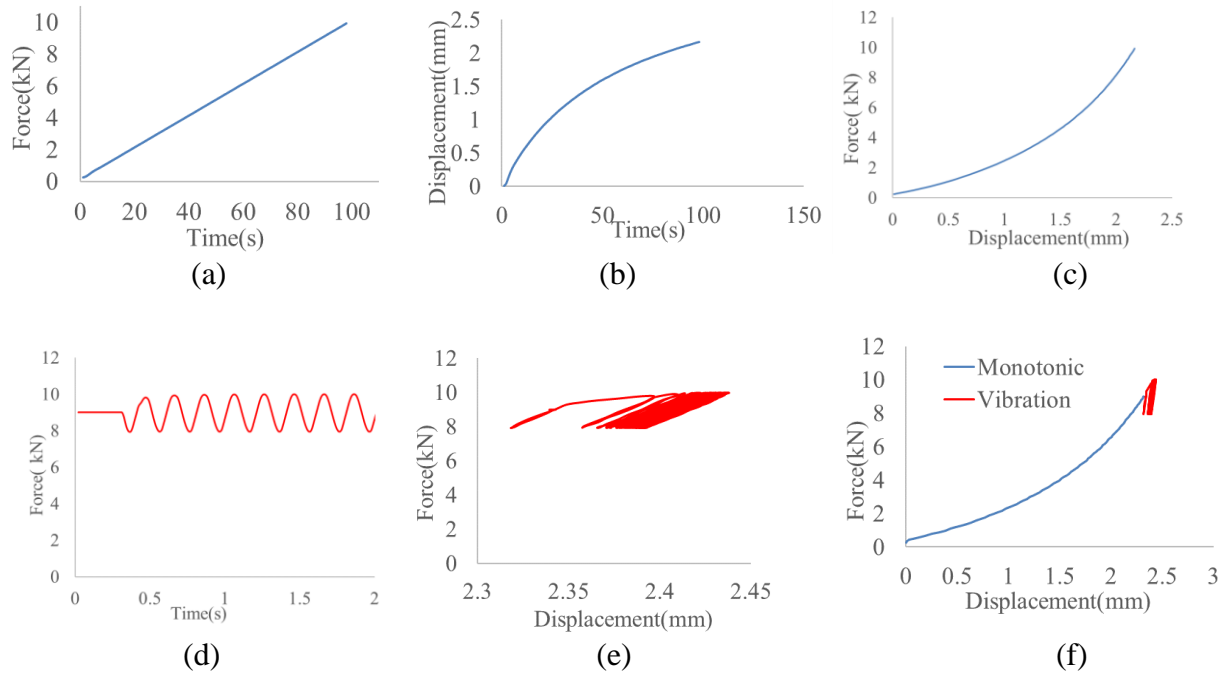 Force(kN)
10
8
6
4
2
0
0 20 40 60 80 100
Time(s)
(a)
Displacement(mm)
2.5
2
1.5
1
0.5
0
0 50 100 150
Time(s)
(b)
Force( kN)
12
10
8
6
4
2
0
0 0.5 1 1.5 2 2.5
Displacement(mm)
(c)
Force( kN)
12
10
8
6
4
2
0
0 0.5 1 1.5 2
Time(s)
(d)
Force(kN)
12
10
8
6
4
2
0
2.3 2.35 2.4 2.45
Displacement(mm)
(e)
Force(kN)
12
10
8
6
4
2
0
Monotonic
Vibration
0 0.5 1 1.5 2 2.5 3
Displacement(mm)
(f)